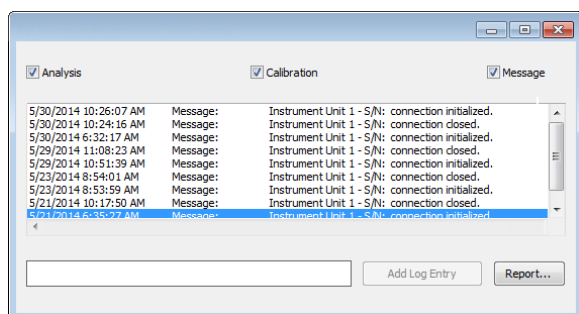 Analysis Calibration Message
5/30/2014 10:26:07 AM Message: Instrument Unit 1 - S/N: connection initialized.
5/30/2014 10:24:16 AM Message: Instrument Unit 1 - S/N: connection closed.
5/30/2014 6:32:17 AM Message: Instrument Unit 1 - S/N: connection initialized.
5/29/2014 11:08:23 AM Message: Instrument Unit 1 - S/N: connection closed.
5/29/2014 10:51:39 AM Message: Instrument Unit 1 - S/N: connection initialized.
5/23/2014 8:54:01 AM Message: Instrument Unit 1 - S/N: connection closed.
5/23/2014 8:53:59 AM Message: Instrument Unit 1 - S/N: connection initialized.
5/21/2014 10:17:50 AM Message: Instrument Unit 1 - S/N: connection closed.
5/21/2014 6:35:27 AM Message: Instrument Unit 1 - S/N: connection initialized.
Add Log Entry Report...